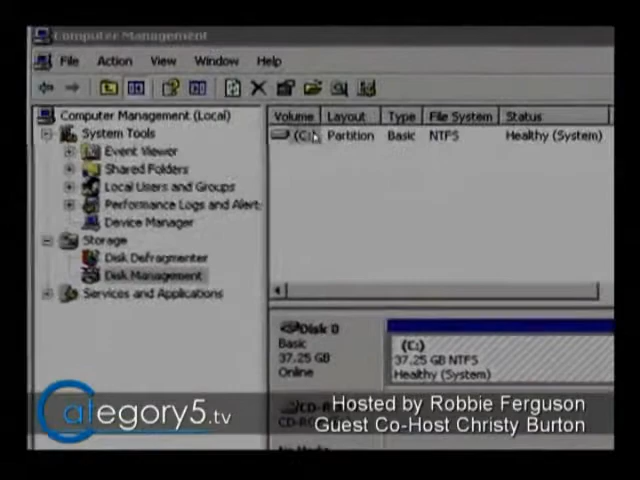 Computer Management
File Action View Window Help
Computer Management (Local)
System Tools
Event Viewer
Shared Folders
Local Users and Groups
Performance Logs and Alert
Device Manager
Storage
Disk Defragmenter
Disk Management
Services and Applications
Volume Layout Type File System Status
(C:) Partition Basic NTFS Healthy (System)
Disk 0
Basic
37.25 GB
Online
(C:)
37.25 GB NTFS
Healthy (System)
Category5.tv
Hosted by Robbie Ferguson
Guest Co-Host Christy Burton